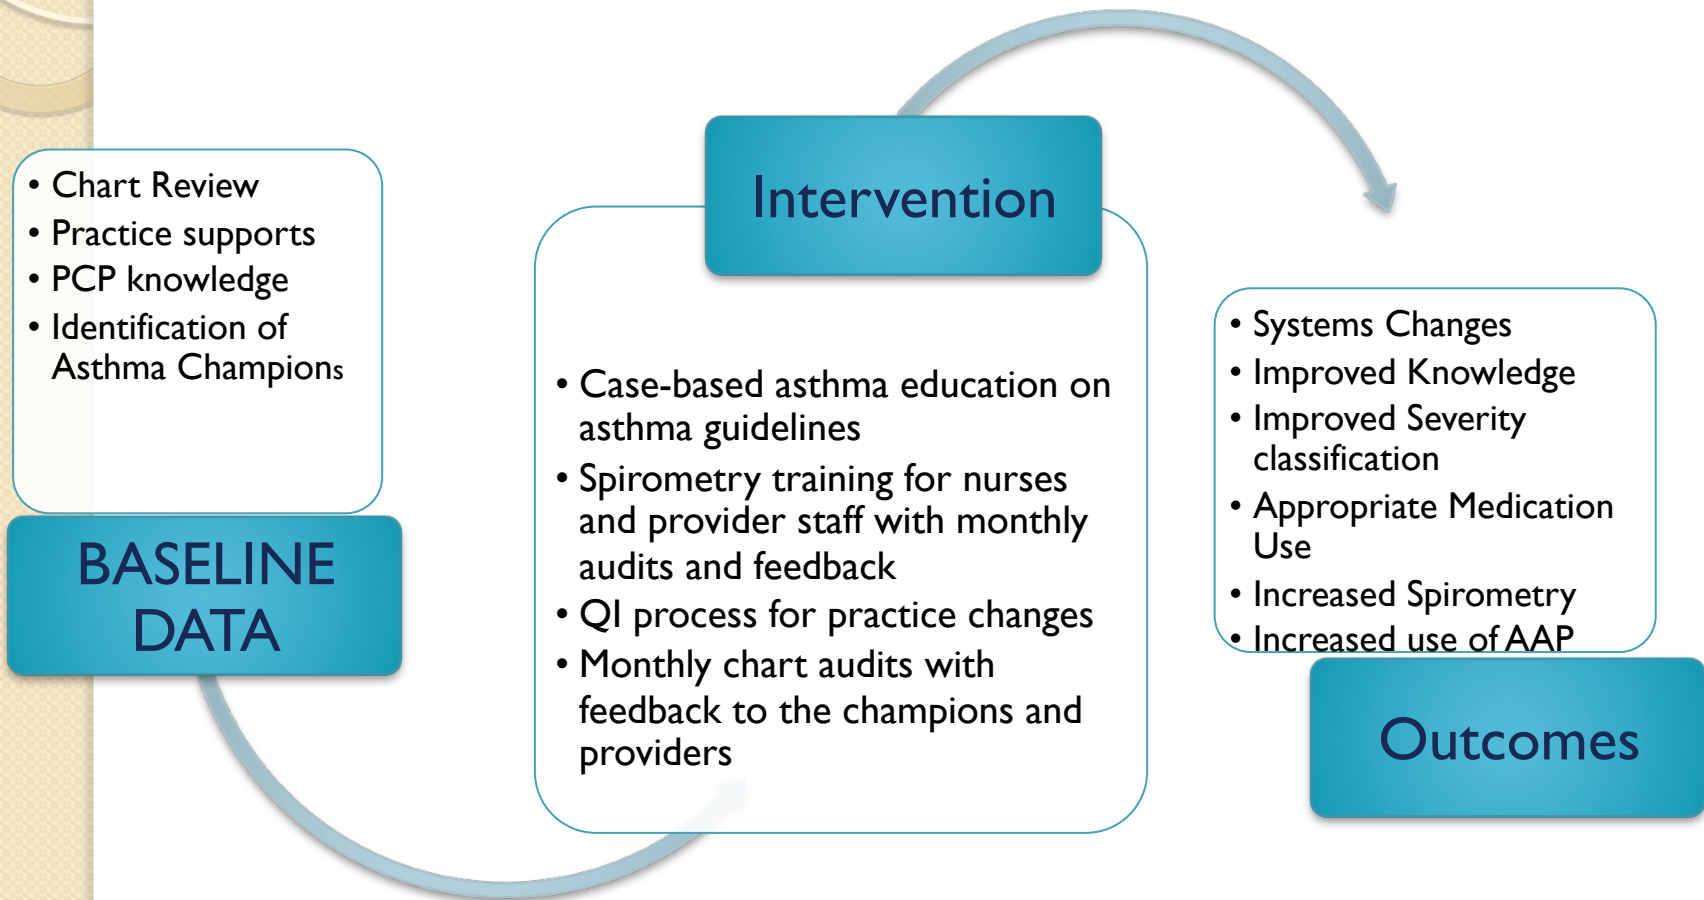 • Chart Review
• Practice supports
• PCP knowledge
• Identification of
Asthma Champions
BASELINE
DATA
Intervention
• Case-based asthma education on
asthma guidelines
• Spirometry training for nurses
and provider staff with monthly
audits and feedback
• QI process for practice changes
• Monthly chart audits with
feedback to the champions and
providers
• Systems Changes
• Improved Knowledge
• Improved Severity
classification
• Appropriate Medication
Use
• Increased Spirometry
• Increased use of AAP
Outcomes